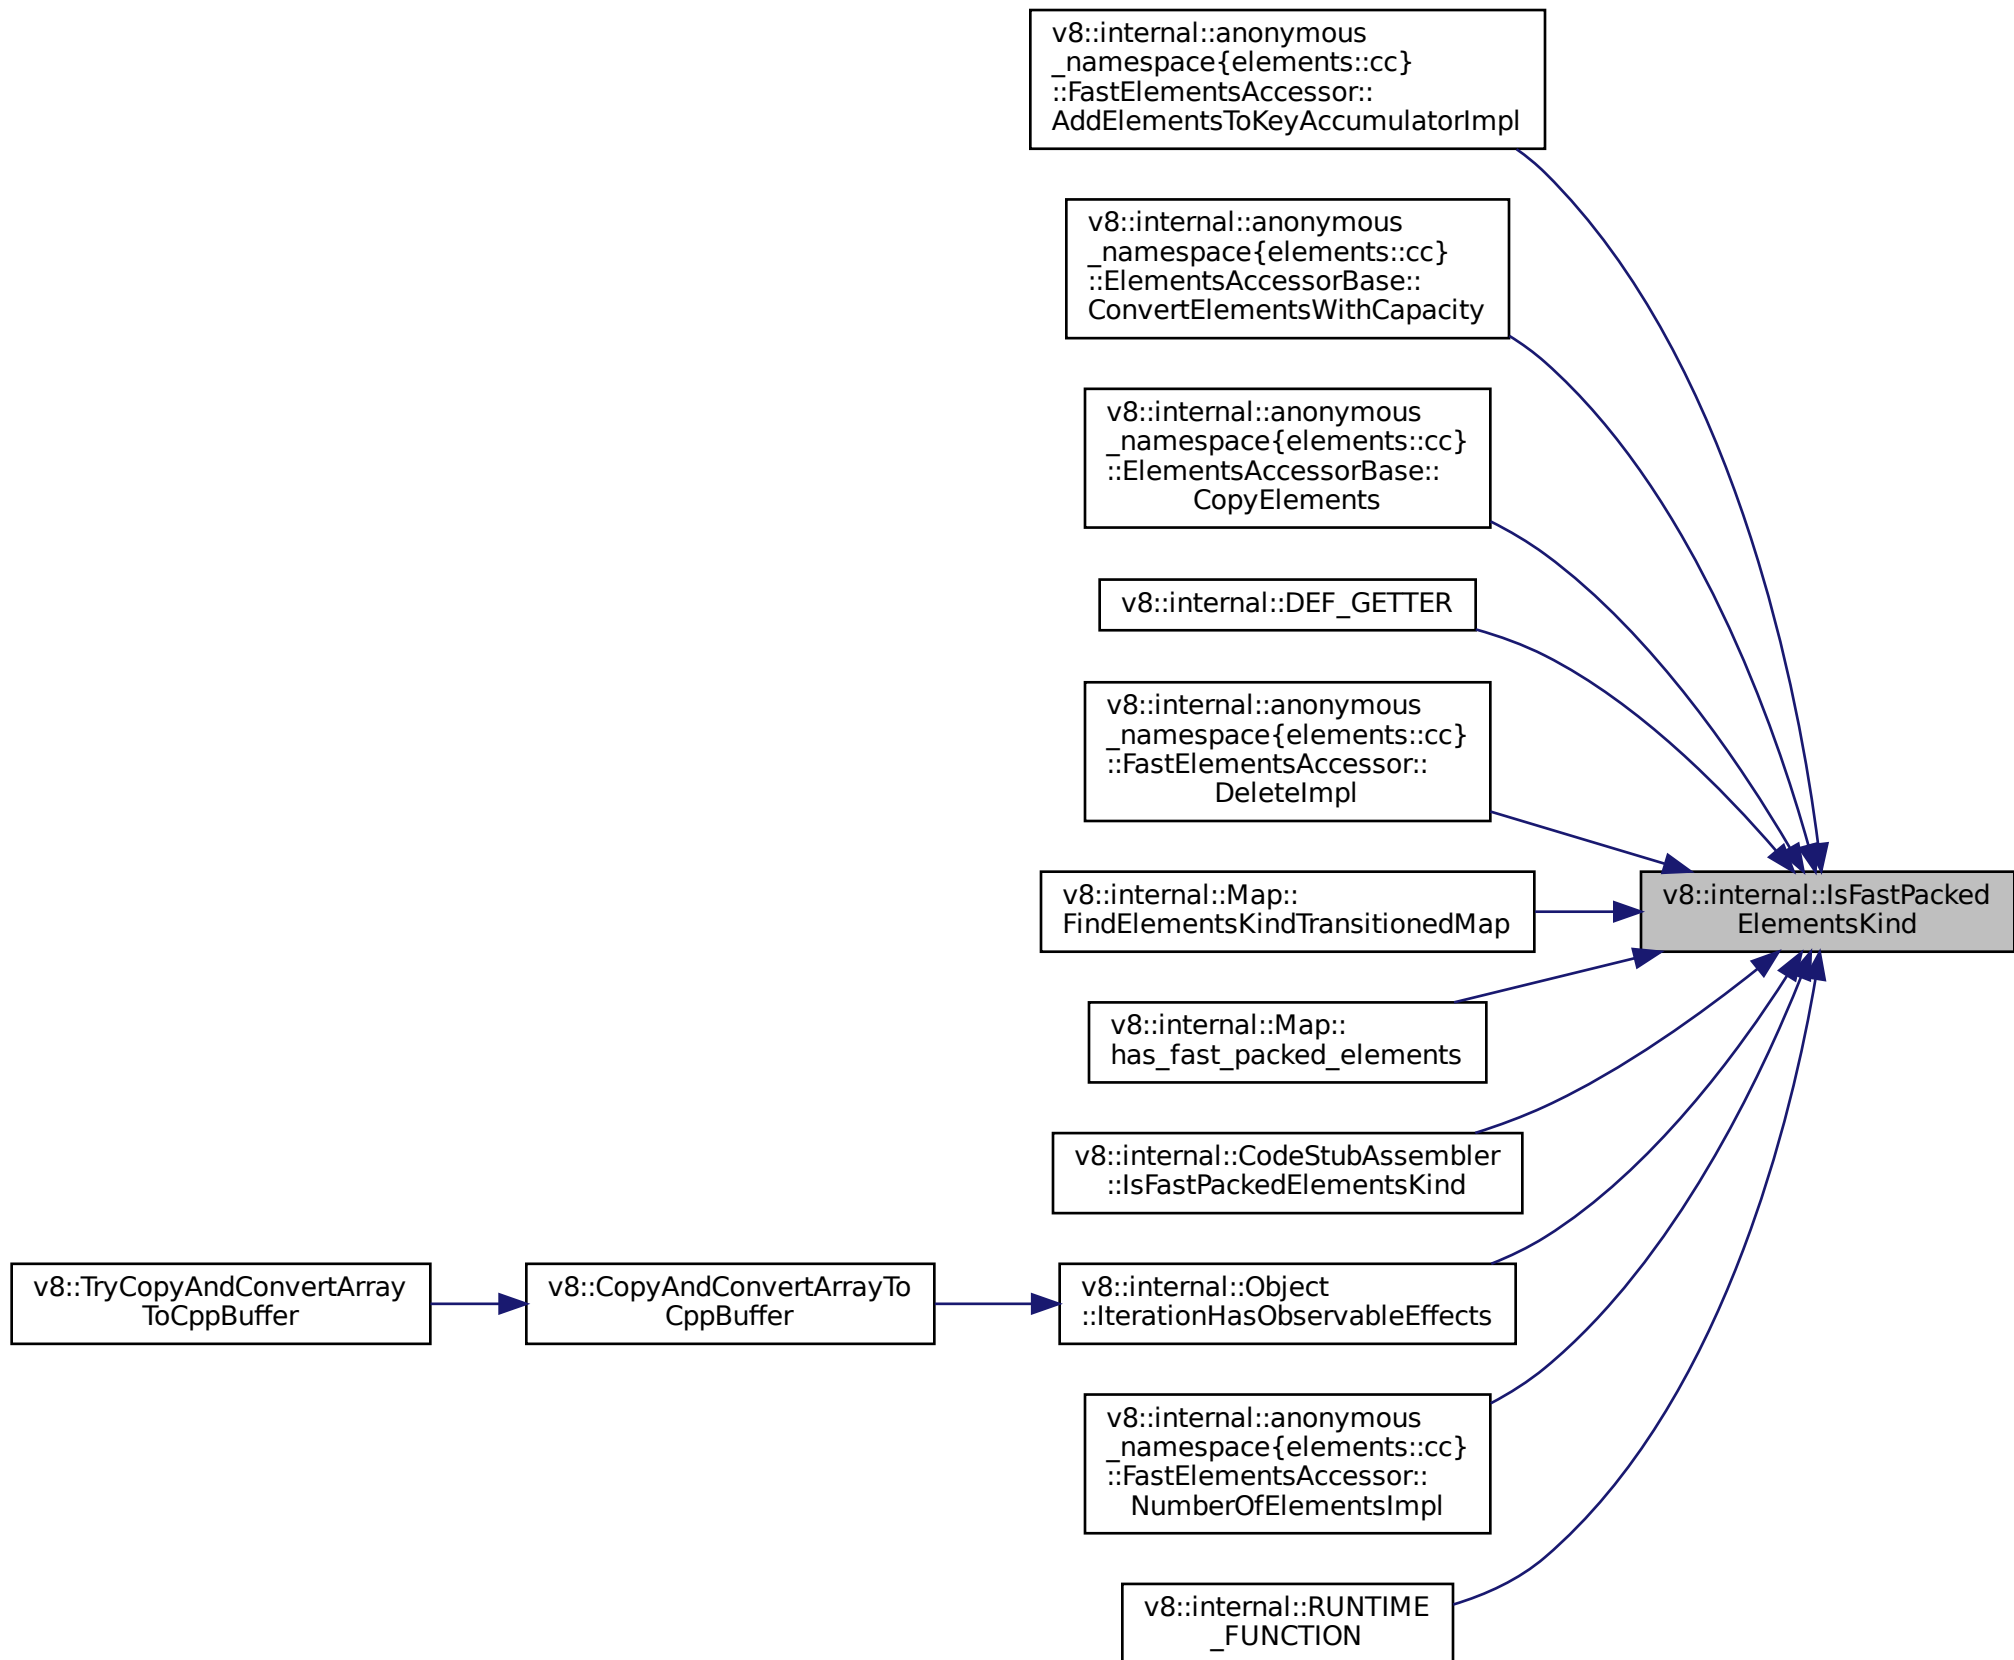 v8::internal::anonymous
_namespace{elements::cc}
::FastElementsAccessor::
AddElementsToKeyAccumulatorImpl
v8::internal::anonymous
_namespace{elements::cc}
::ElementsAccessorBase::
ConvertElementsWithCapacity
v8::internal::anonymous
_namespace{elements::cc}
::ElementsAccessorBase::
CopyElements
v8::internal::DEF_GETTER
v8::internal::anonymous
_namespace{elements::cc}
::FastElementsAccessor::
DeleteImpl
v8::internal::Map::
FindElementsKindTransitionedMap
v8::internal::IsFastPacked
ElementsKind
v8::internal::Map::
has_fast_packed_elements
v8::internal::CodeStubAssembler
::IsFastPackedElementsKind
v8::TryCopyAndConvertArray
ToCppBuffer
v8::CopyAndConvertArrayTo
CppBuffer
v8::internal::Object
::IterationHasObservableEffects
v8::internal::anonymous
_namespace{elements::cc}
::FastElementsAccessor::
NumberOfElementsImpl
v8::internal::RUNTIME
_FUNCTION